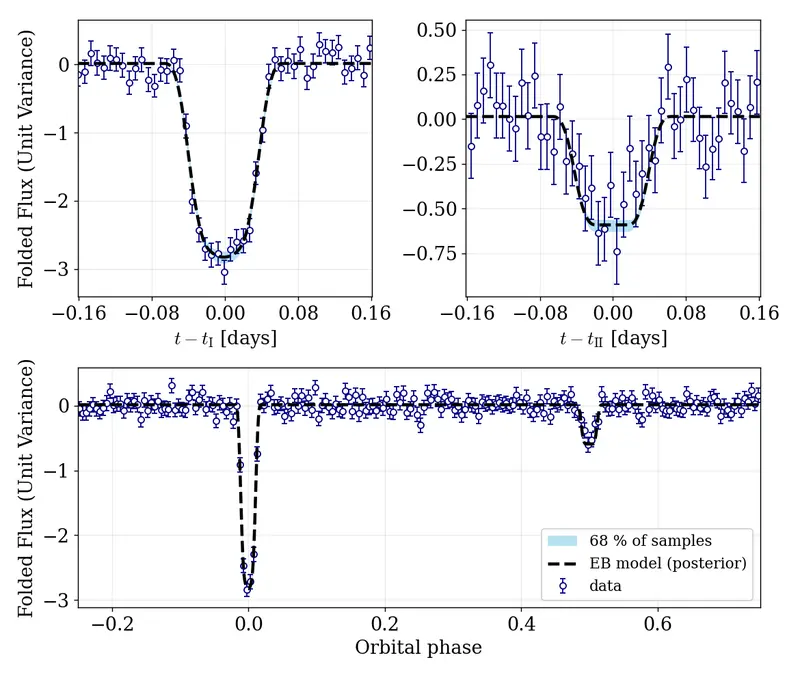 Folded Flux (Unit Variance)
0
−1
−2
−3
−0.16 −0.08 0.00 0.08 0.16
t − tI [days]
0.50
0.25
0.00
−0.25
−0.50
−0.75
−0.16 −0.08 0.00 0.08 0.16
t − tII [days]
Folded Flux (Unit Variance)
0
−1
−2
−3
68 % of samples
EB model (posterior)
data
−0.2 0.0 0.2 0.4 0.6
Orbital phase